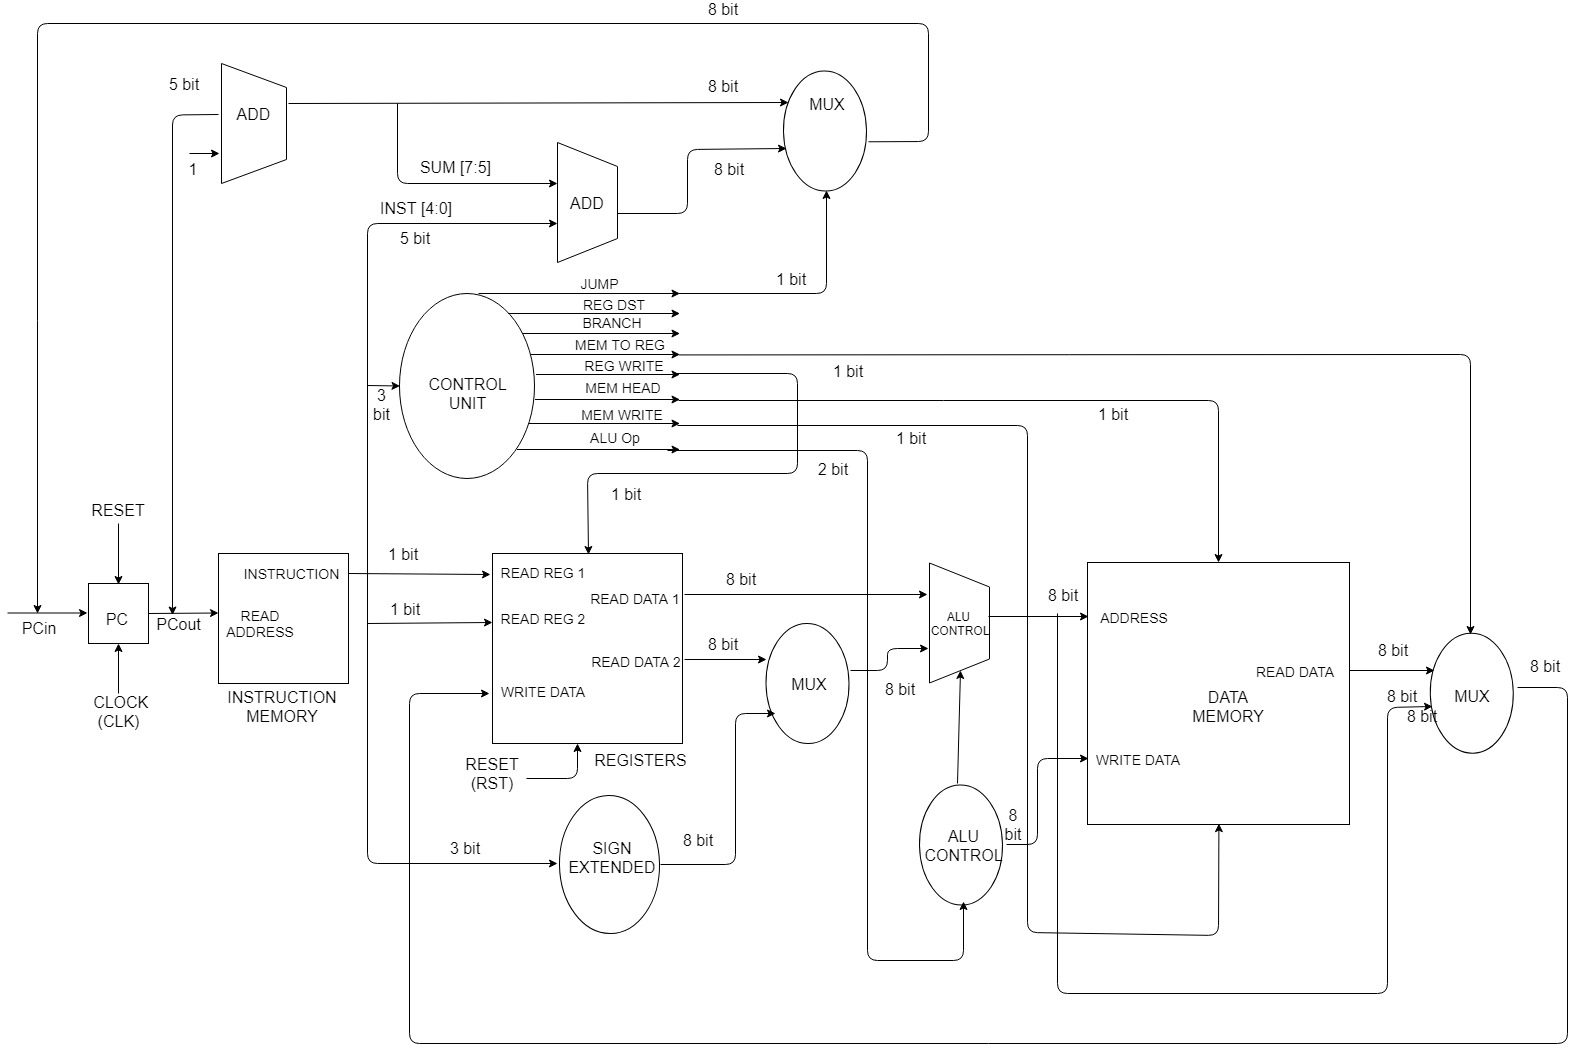 8 bit
5 bit
ADD
8 bit
MUX
1
SUM [7:5]
8 bit
ADD
INST [4:0]
5 bit
JUMP
1 bit
REG DST
BRANCH
MEM TO REG
REG WRITE
1 bit
MEM HEAD
CONTROL
UNIT
3
bit
MEM WRITE
1 bit
ALU Op
1 bit
2 bit
1 bit
RESET
1 bit
INSTRUCTION
READ REG 1
8 bit
READ DATA 1
8 bit
1 bit
PC
PCin
PCout
READ
ADDRESS
READ REG 2
ALU
CONTROL
ADDRESS
8 bit
READ DATA 2
8 bit
READ DATA
8 bit
MUX
8 bit
WRITE DATA
8 bit
MUX
8 bit
DATA
MEMORY
CLOCK
(CLK)
INSTRUCTION
MEMORY
8 bit
RESET
(RST)
REGISTERS
WRITE DATA
8
bit
3 bit
SIGN
EXTENDED
8 bit
ALU
CONTROL